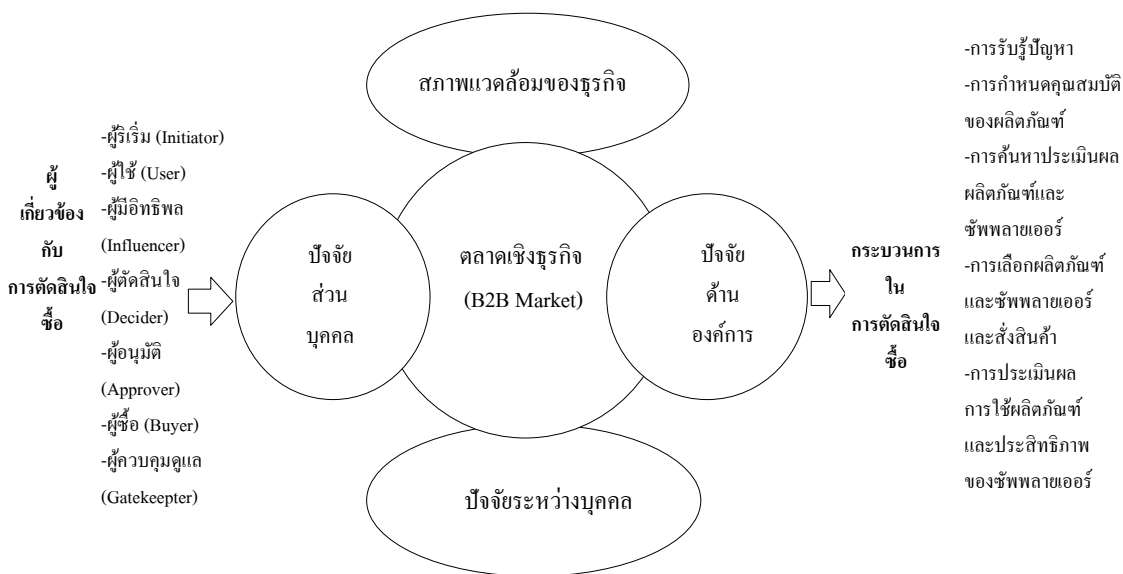 ผู้
เกี่ยวข้อง
กับ
การตัดสินใจ
ซื้อ
-ผู้ริเริ่ม (Initiator)
-ผู้ใช้ (User)
-ผู้มีอิทธิพล
(Influencer)
-ผู้ตัดสินใจ
(Decider)
-ผู้อนุมัติ
(Approver)
-ผู้ซื้อ (Buyer)
-ผู้ควบคุมดูแล
(Gatekeepter)
สภาพแวดล้อมของธุรกิจ
ปัจจัย
ส่วน
บุคคล
ตลาดเชิงธุรกิจ
(B2B Market)
ปัจจัย
ด้าน
องค์การ
ปัจจัยระหว่างบุคคล
กระบวนการ
ใน
การตัดสินใจ
ซื้อ
-การรับรู้ปัญหา
-การกำหนดคุณสมบัติ
ของผลิตภัณฑ์
-การค้นหาประเมินผล
ผลิตภัณฑ์และ
ซัพพลายเออร์
-การเลือกผลิตภัณฑ์
และซัพพลายเออร์
และสั่งสินค้า
-การประเมินผล
การใช้ผลิตภัณฑ์
และประสิทธิภาพ
ของซัพพลายเออร์